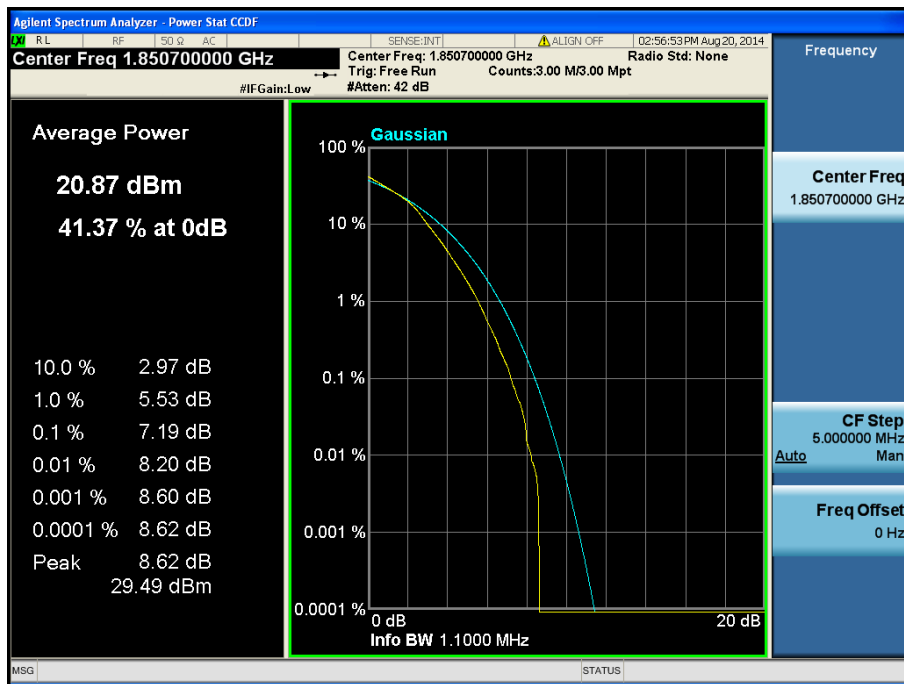 Agilent Spectrum Analyzer - Power Stat CCDF
LXI RL RF 50 Ω AC SENSE:INT ALIGN OFF 02:56:53 PM Aug 20, 2014
Center Freq 1.850700000 GHz
Center Freq: 1.850700000 GHz Radio Std: None
Trig: Free Run Counts:3.00 M/3.00 Mpt
#IFGain:Low #Atten: 42 dB
Frequency
Average Power
20.87 dBm
41.37 % at 0dB
10.0 % 2.97 dB
1.0 % 5.53 dB
0.1 % 7.19 dB
0.01 % 8.20 dB
0.001 % 8.60 dB
0.0001 % 8.62 dB
Peak 8.62 dB
29.49 dBm
Gaussian
100 %
10 %
1 %
0.1 %
0.01 %
0.001 %
0.0001 %
0 dB 20 dB
Info BW 1.1000 MHz
Center Freq
1.850700000 GHz
CF Step
5.000000 MHz
Auto Man
Freq Offset
0 Hz
MSG STATUS